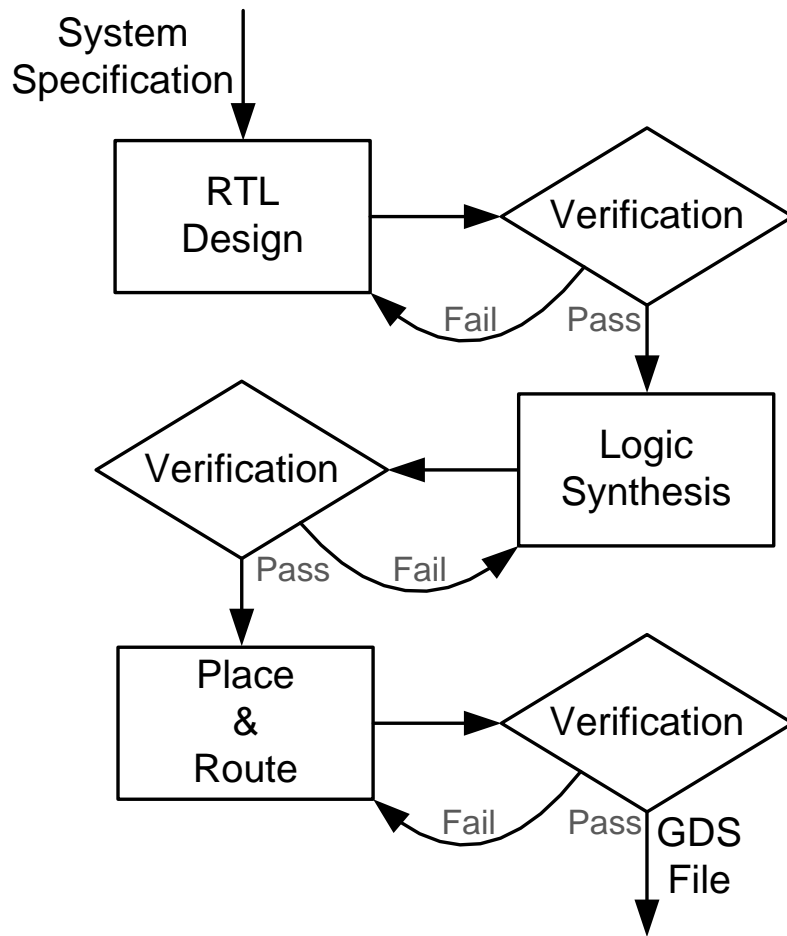 System
Specification
RTL
Design
Verification
Fail
Pass
Verification
Logic
Synthesis
Pass
Fail
Place
&
Route
Verification
Fail
Pass
GDS
File